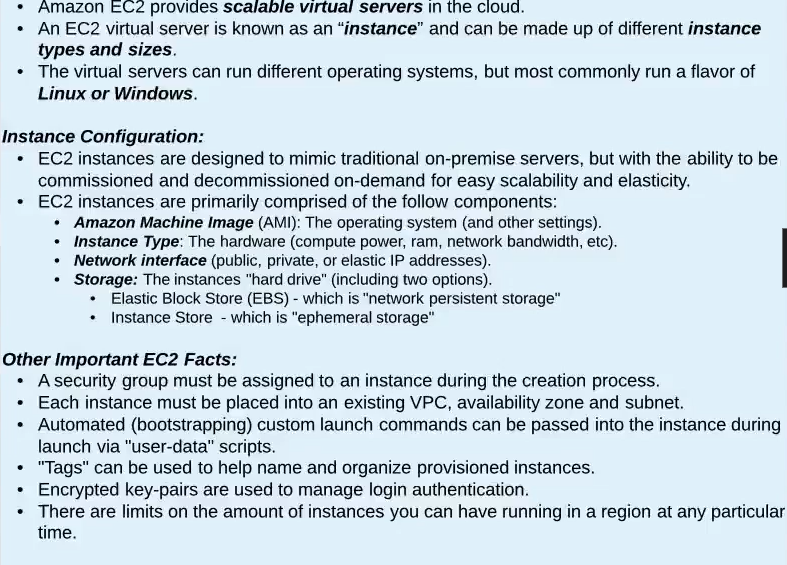 • Amazon EC2 provides scalable virtual servers in the cloud.
• An EC2 virtual server is known as an “instance” and can be made up of different instance
types and sizes.
• The virtual servers can run different operating systems, but most commonly run a flavor of
Linux or Windows.
Instance Configuration:
• EC2 instances are designed to mimic traditional on-premise servers, but with the ability to be
commissioned and decommissioned on-demand for easy scalability and elasticity.
• EC2 instances are primarily comprised of the follow components:
• Amazon Machine Image (AMI): The operating system (and other settings).
• Instance Type: The hardware (compute power, ram, network bandwidth, etc).
• Network interface (public, private, or elastic IP addresses).
• Storage: The instances "hard drive" (including two options).
• Elastic Block Store (EBS) - which is "network persistent storage"
• Instance Store - which is "ephemeral storage"
Other Important EC2 Facts:
• A security group must be assigned to an instance during the creation process.
• Each instance must be placed into an existing VPC, availability zone and subnet.
• Automated (bootstrapping) custom launch commands can be passed into the instance during
launch via "user-data" scripts.
• "Tags" can be used to help name and organize provisioned instances.
• Encrypted key-pairs are used to manage login authentication.
• There are limits on the amount of instances you can have running in a region at any particular
time.